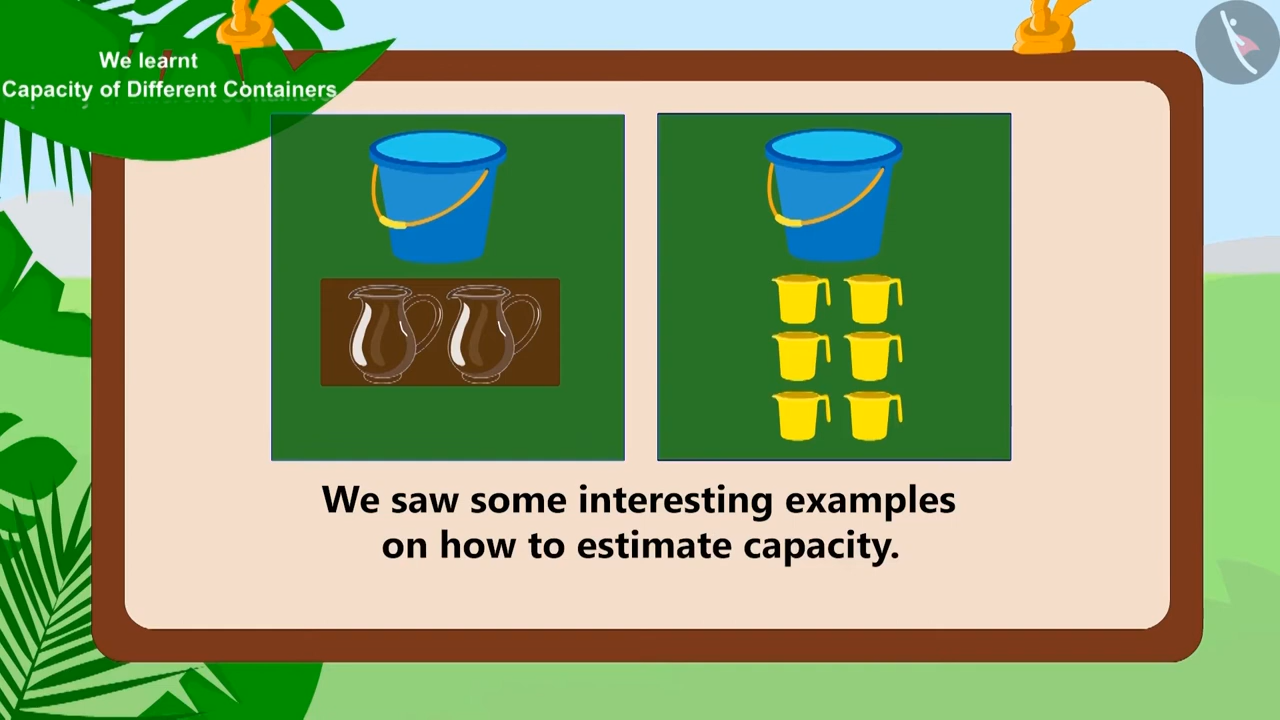 We learnt
Capacity of Different Containers
We saw some interesting examples
on how to estimate capacity.